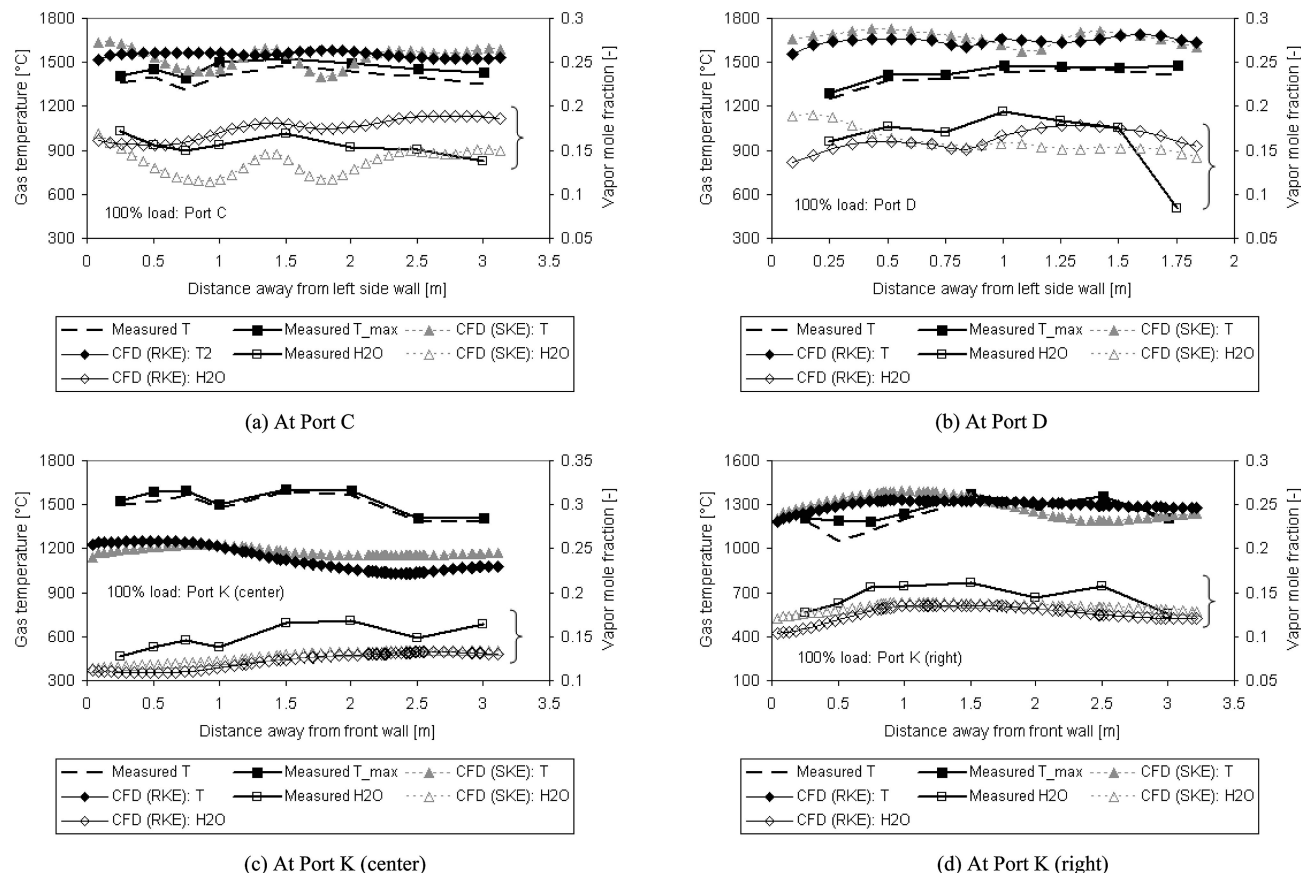 1800
1500
1200
900
600
300
0.3
0.25
0.2
0.15
0.1
0.05
0 0.5 1 1.5 2 2.5 3 3.5
Gas temperature [°C]
Vapor mole fraction [-]
100% load: Port C
Distance away from left side wall [m]
Measured T Measured T_max CFD (SKE): T
CFD (RKE): T2 Measured H2O CFD (SKE): H2O
CFD (RKE): H2O
(a) At Port C
1800
1500
1200
900
600
300
0.3
0.25
0.2
0.15
0.1
0.05
0 0.25 0.5 0.75 1 1.25 1.5 1.75 2
Gas temperature [°C]
Vapor mole fraction [-]
100% load: Port D
Distance away from left side wall [m]
Measured T Measured T_max CFD (SKE): T
CFD (RKE): T Measured H2O CFD (SKE): H2O
CFD (RKE): H2O
(b) At Port D
1800
1500
1200
900
600
300
0.35
0.3
0.25
0.2
0.15
0.1
0 0.5 1 1.5 2 2.5 3 3.5
Gas temperature [°C]
Vapor mole fraction [-]
100% load: Port K (center)
Distance away from front wall [m]
Measured T Measured T_max CFD (SKE): T
CFD (RKE): T Measured H2O CFD (SKE): H2O
CFD (RKE): H2O
(c) At Port K (center)
1600
1300
1000
700
400
100
0.3
0.25
0.2
0.15
0.1
0.05
0 0.5 1 1.5 2 2.5 3 3.5
Gas temperature [°C]
Vapor mole fraction [-]
100% load: Port K (right)
Distance away from front wall [m]
Measured T Measured T_max CFD (SKE): T
CFD (RKE): T Measured H2O CFD (SKE): H2O
CFD (RKE): H2O
(d) At Port K (right)